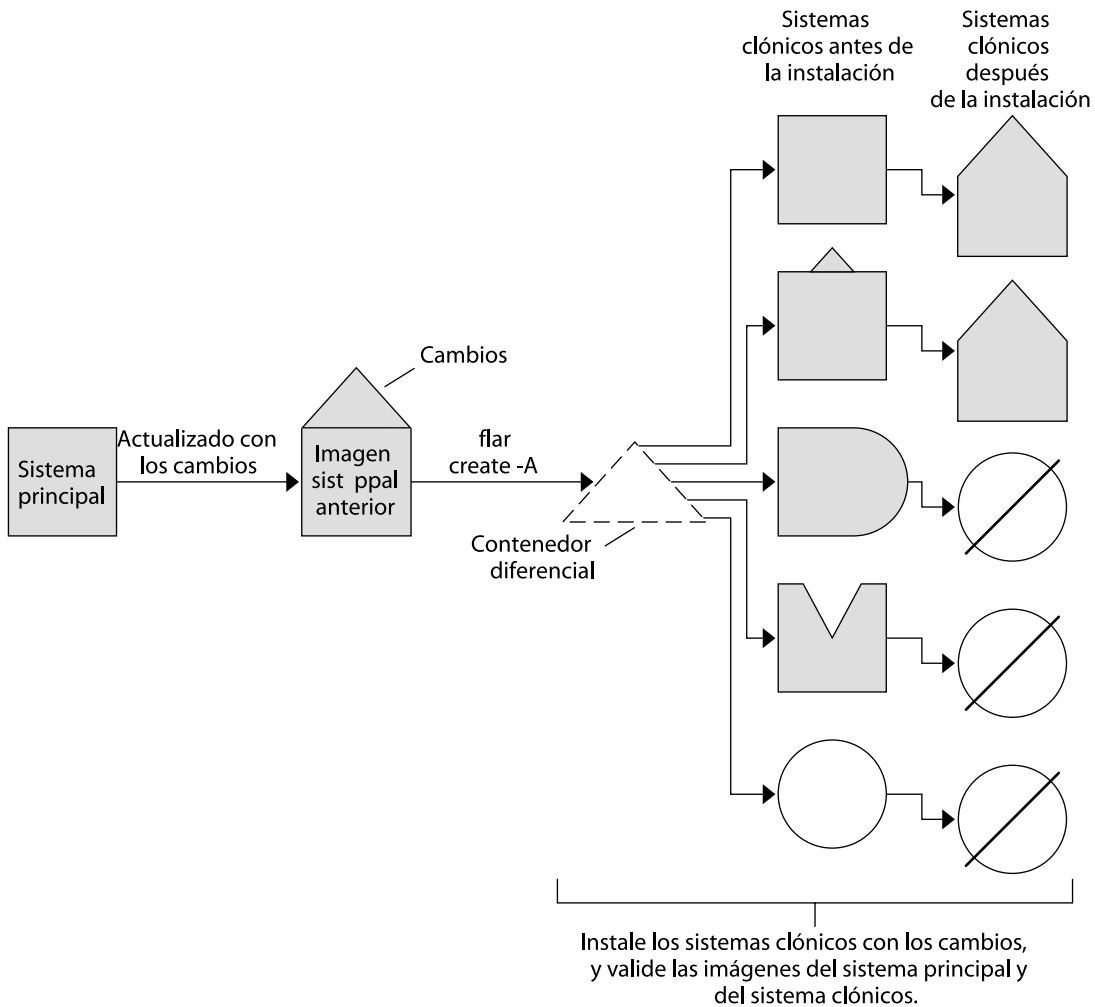 Sistemas
clónicos antes de
la instalación
Sistemas
clónicos
después
de la instalación
Cambios
Sistema
principal
Actualizado con
los cambios
Imagen
sist ppal
anterior
flar
create -A
Contenedor
diferencial
Instale los sistemas clónicos con los cambios,
y valide las imágenes del sistema principal y
del sistema clónicos.